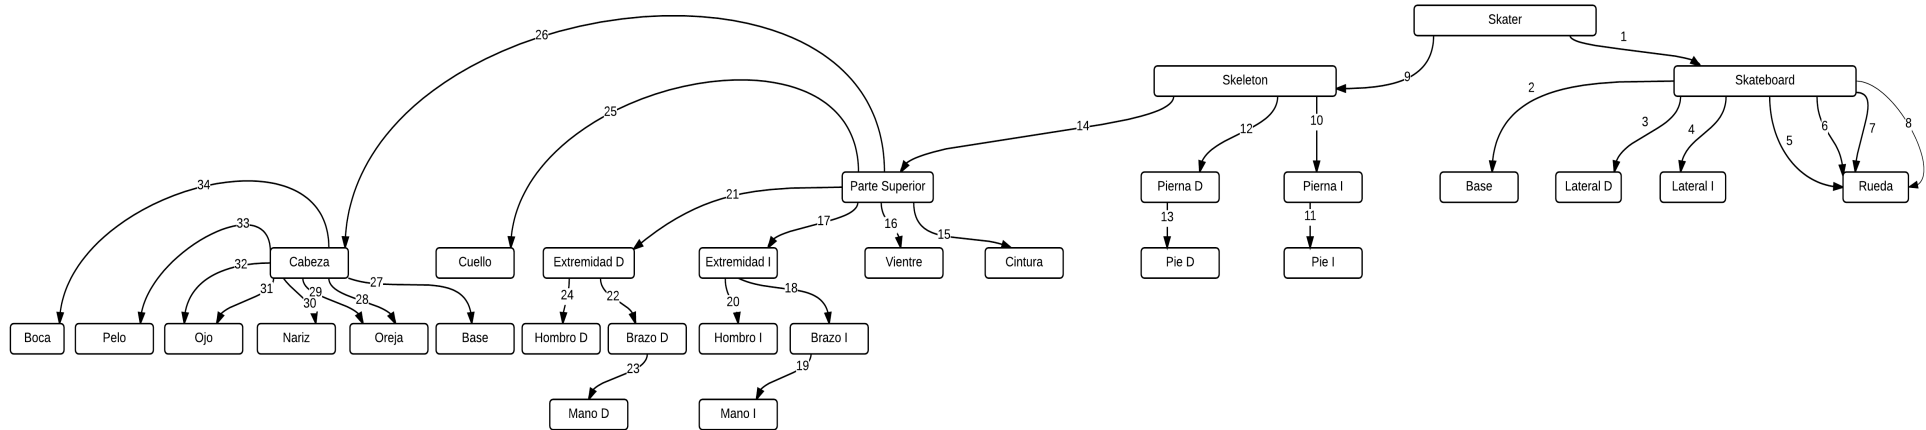 Skater
26
1
Skeleton
Skateboard
9
2
25
14
12
10
3
4
5
6
7
8
34
Parte Superior
Pierna D
Pierna I
Base
Lateral D
Lateral I
Rueda
21
33
17
16
15
13
11
32
Cabeza
Cuello
Extremidad D
Extremidad I
Vientre
Cintura
Pie D
Pie I
31
30
29
28
27
24
22
20
18
Boca
Pelo
Ojo
Nariz
Oreja
Base
Hombro D
Brazo D
Hombro I
Brazo I
23
19
Mano D
Mano I